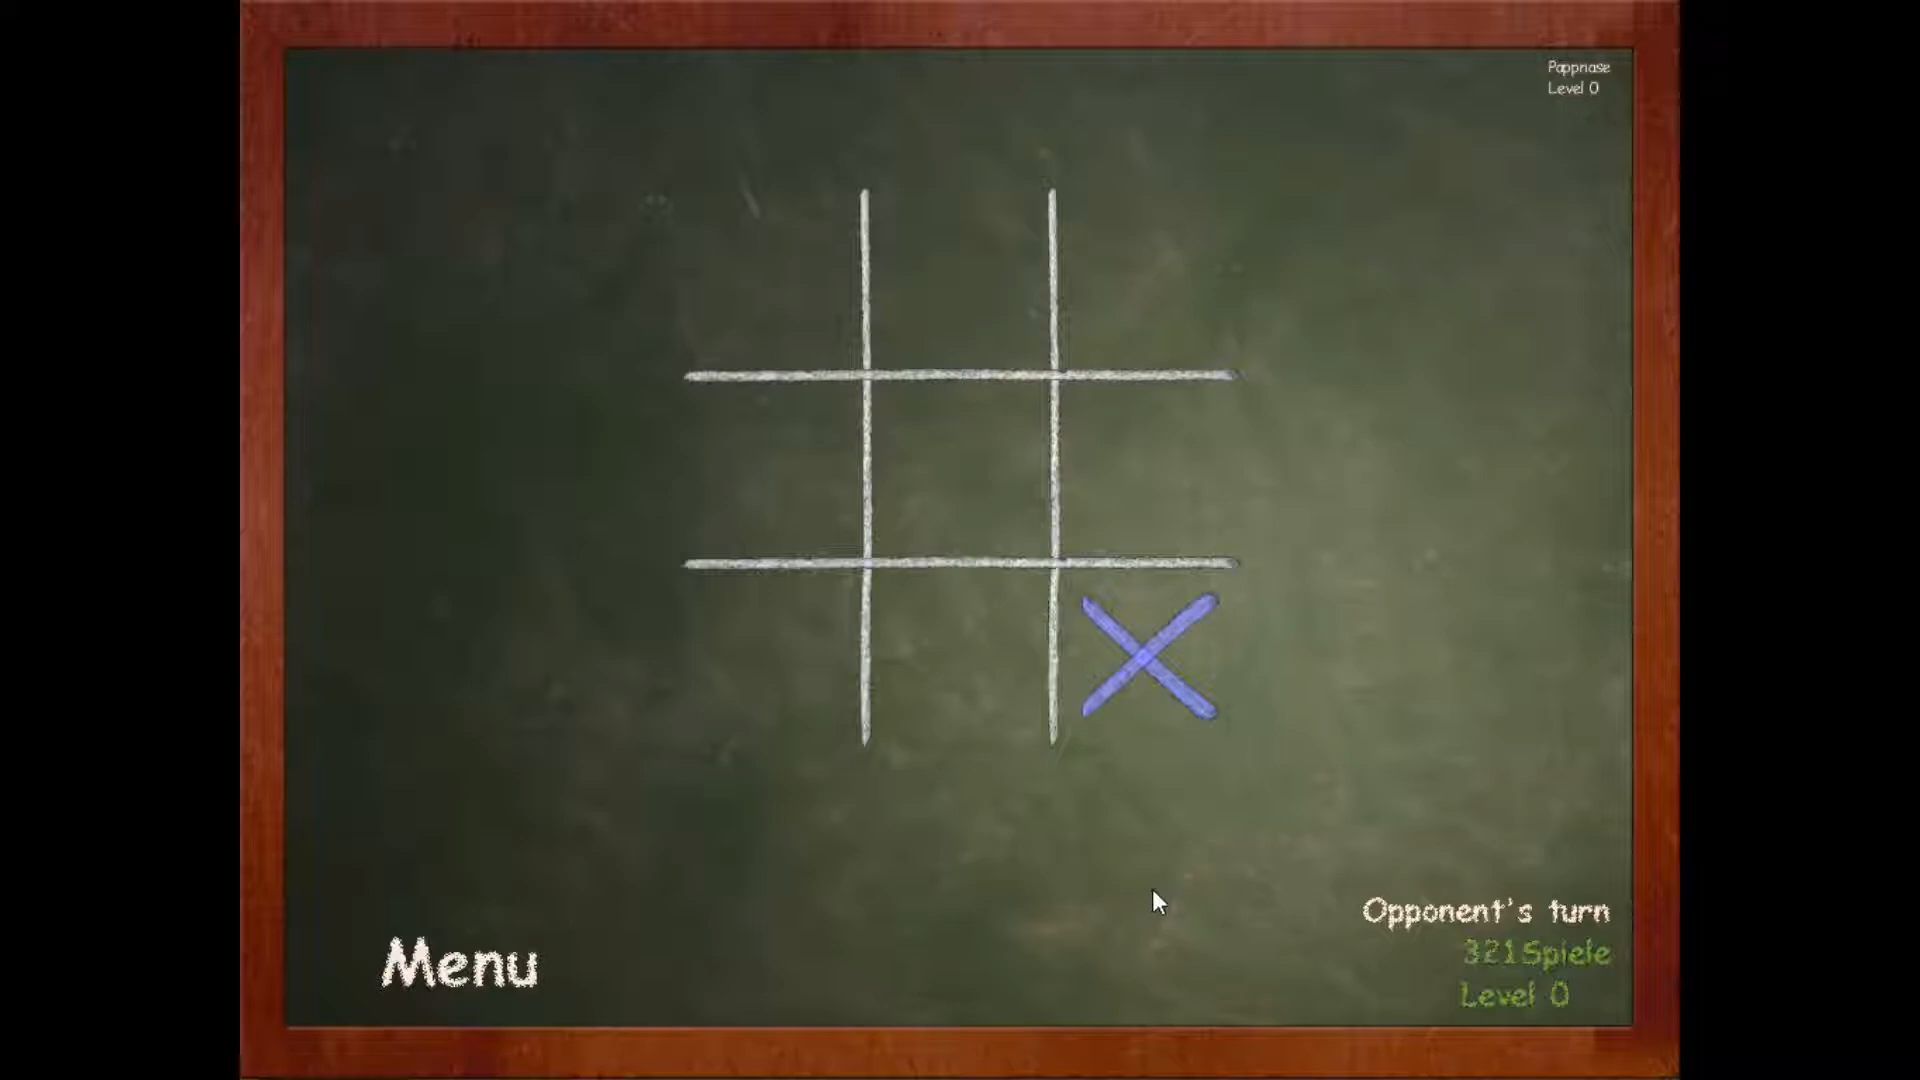 Pappnase
Level 0
Opponent's turn
321Spiele
Level 0
Menu